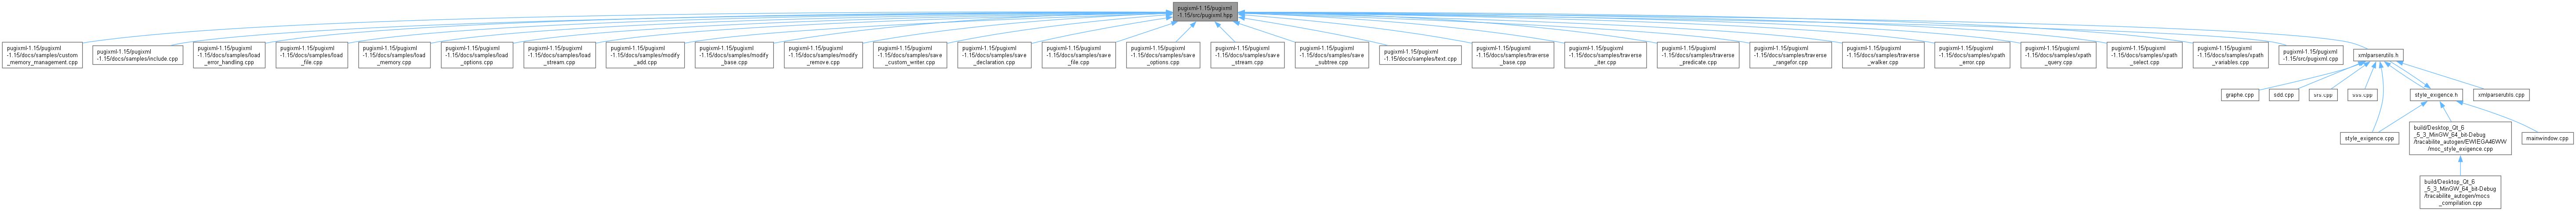 pugixml-1.15/pugixml
-1.15/src/pugixml.hpp
pugixml-1.15/pugixml
-1.15/docs/samples/custom
_memory_management.cpp
pugixml-1.15/pugixml
-1.15/docs/samples/include.cpp
pugixml-1.15/pugixml
-1.15/docs/samples/load
_error_handling.cpp
pugixml-1.15/pugixml
-1.15/docs/samples/load
_file.cpp
pugixml-1.15/pugixml
-1.15/docs/samples/load
_memory.cpp
pugixml-1.15/pugixml
-1.15/docs/samples/load
_options.cpp
pugixml-1.15/pugixml
-1.15/docs/samples/load
_stream.cpp
pugixml-1.15/pugixml
-1.15/docs/samples/modify
_add.cpp
pugixml-1.15/pugixml
-1.15/docs/samples/modify
_base.cpp
pugixml-1.15/pugixml
-1.15/docs/samples/modify
_remove.cpp
pugixml-1.15/pugixml
-1.15/docs/samples/save
_custom_writer.cpp
pugixml-1.15/pugixml
-1.15/docs/samples/save
_declaration.cpp
pugixml-1.15/pugixml
-1.15/docs/samples/save
_file.cpp
pugixml-1.15/pugixml
-1.15/docs/samples/save
_options.cpp
pugixml-1.15/pugixml
-1.15/docs/samples/save
_stream.cpp
pugixml-1.15/pugixml
-1.15/docs/samples/save
_subtree.cpp
pugixml-1.15/pugixml
-1.15/docs/samples/text.cpp
pugixml-1.15/pugixml
-1.15/docs/samples/traverse
_base.cpp
pugixml-1.15/pugixml
-1.15/docs/samples/traverse
_iter.cpp
pugixml-1.15/pugixml
-1.15/docs/samples/traverse
_predicate.cpp
pugixml-1.15/pugixml
-1.15/docs/samples/traverse
_rangefor.cpp
pugixml-1.15/pugixml
-1.15/docs/samples/traverse
_walker.cpp
pugixml-1.15/pugixml
-1.15/docs/samples/xpath
_error.cpp
pugixml-1.15/pugixml
-1.15/docs/samples/xpath
_query.cpp
pugixml-1.15/pugixml
-1.15/docs/samples/xpath
_select.cpp
pugixml-1.15/pugixml
-1.15/docs/samples/xpath
_variables.cpp
pugixml-1.15/pugixml
-1.15/src/pugixml.cpp
xmlparserutils.h
graphe.cpp
sdd.cpp
style_exigence.h
xmlparserutils.cpp
style_exigence.cpp
build/Desktop_Qt_6
_5_3_MinGW_64_bit-Debug
/tracabilite_autogen/EWIEGA46WW
/moc_style_exigence.cpp
mainwindow.cpp
build/Desktop_Qt_6
_5_3_MinGW_64_bit-Debug
/tracabilite_autogen/mocs
_compilation.cpp